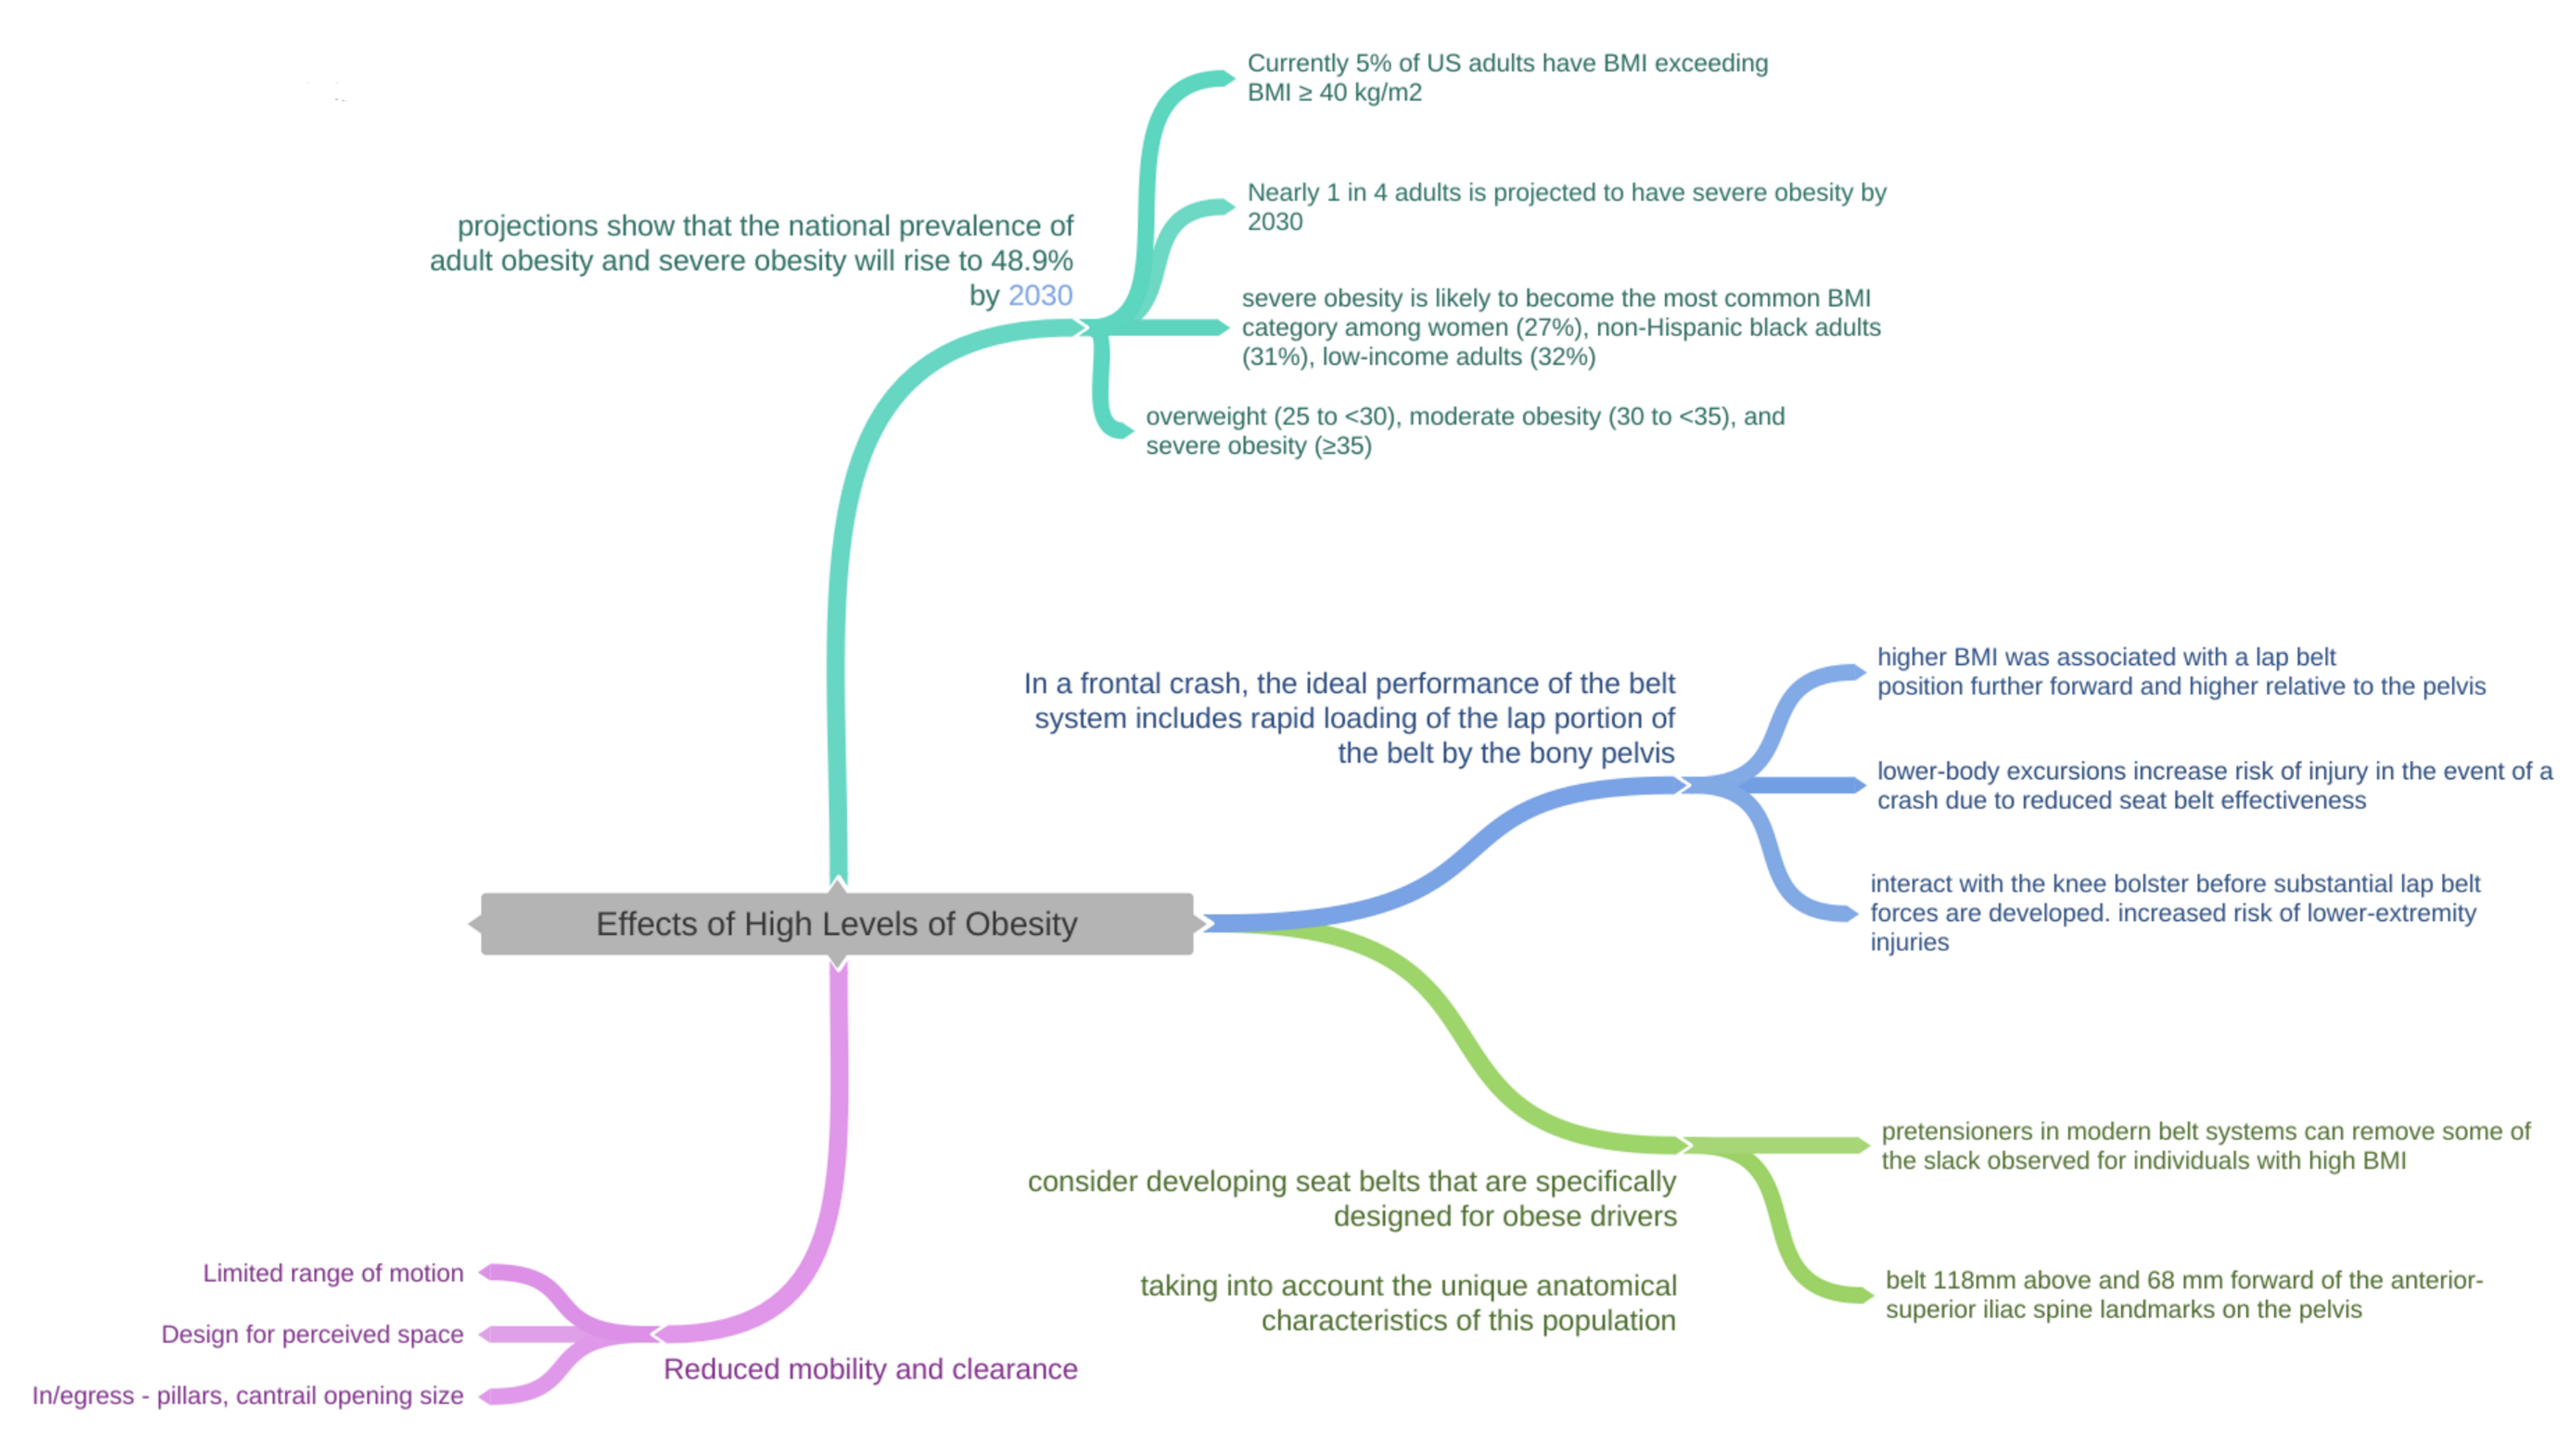 Currently 5% of US adults have BMI exceeding
BMI ≥ 40 kg/m2
Nearly 1 in 4 adults is projected to have severe obesity by
2030
projections show that the national prevalence of
adult obesity and severe obesity will rise to 48.9%
by 2030
severe obesity is likely to become the most common BMI
category among women (27%), non-Hispanic black adults
(31%), low-income adults (32%)
overweight (25 to <30), moderate obesity (30 to <35), and
severe obesity (≥35)
In a frontal crash, the ideal performance of the belt
system includes rapid loading of the lap portion of
the belt by the bony pelvis
higher BMI was associated with a lap belt
position further forward and higher relative to the pelvis
lower-body excursions increase risk of injury in the event of a
crash due to reduced seat belt effectiveness
interact with the knee bolster before substantial lap belt
forces are developed. increased risk of lower-extremity
injuries
Effects of High Levels of Obesity
consider developing seat belts that are specifically
designed for obese drivers
taking into account the unique anatomical
characteristics of this population
pretensioners in modern belt systems can remove some of
the slack observed for individuals with high BMI
belt 118mm above and 68 mm forward of the anterior-
superior iliac spine landmarks on the pelvis
Reduced mobility and clearance
Limited range of motion
Design for perceived space
In/egress - pillars, cantrail opening size